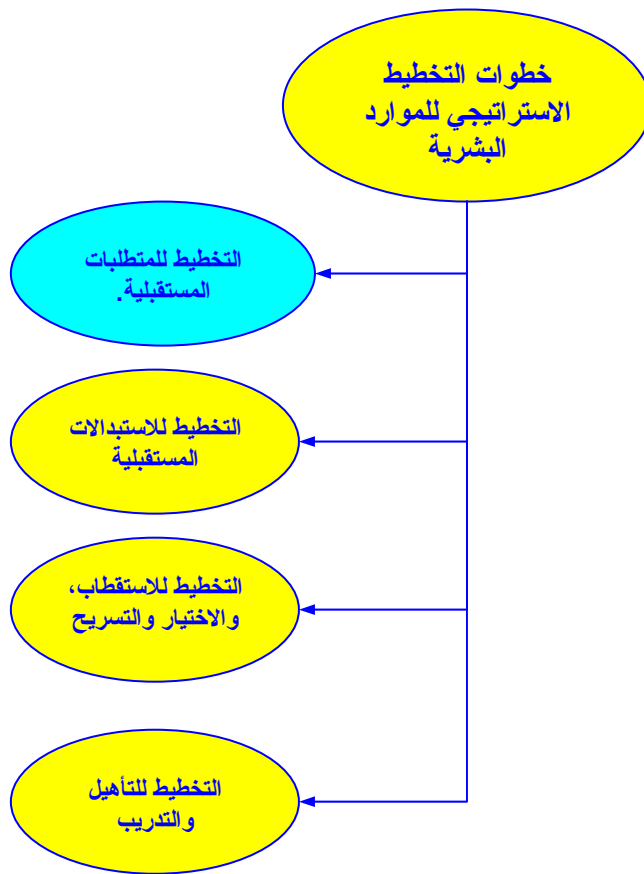 خطوات التخطيط
الاستراتيجي للموارد
البشرية
التخطيط للمتطلبات
المستقبلية.
التخطيط للاستبدالات
المستقبلية
التخطيط للاستقطاب،
والاختيار والتسريح
التخطيط للتأهيل
والتدريب